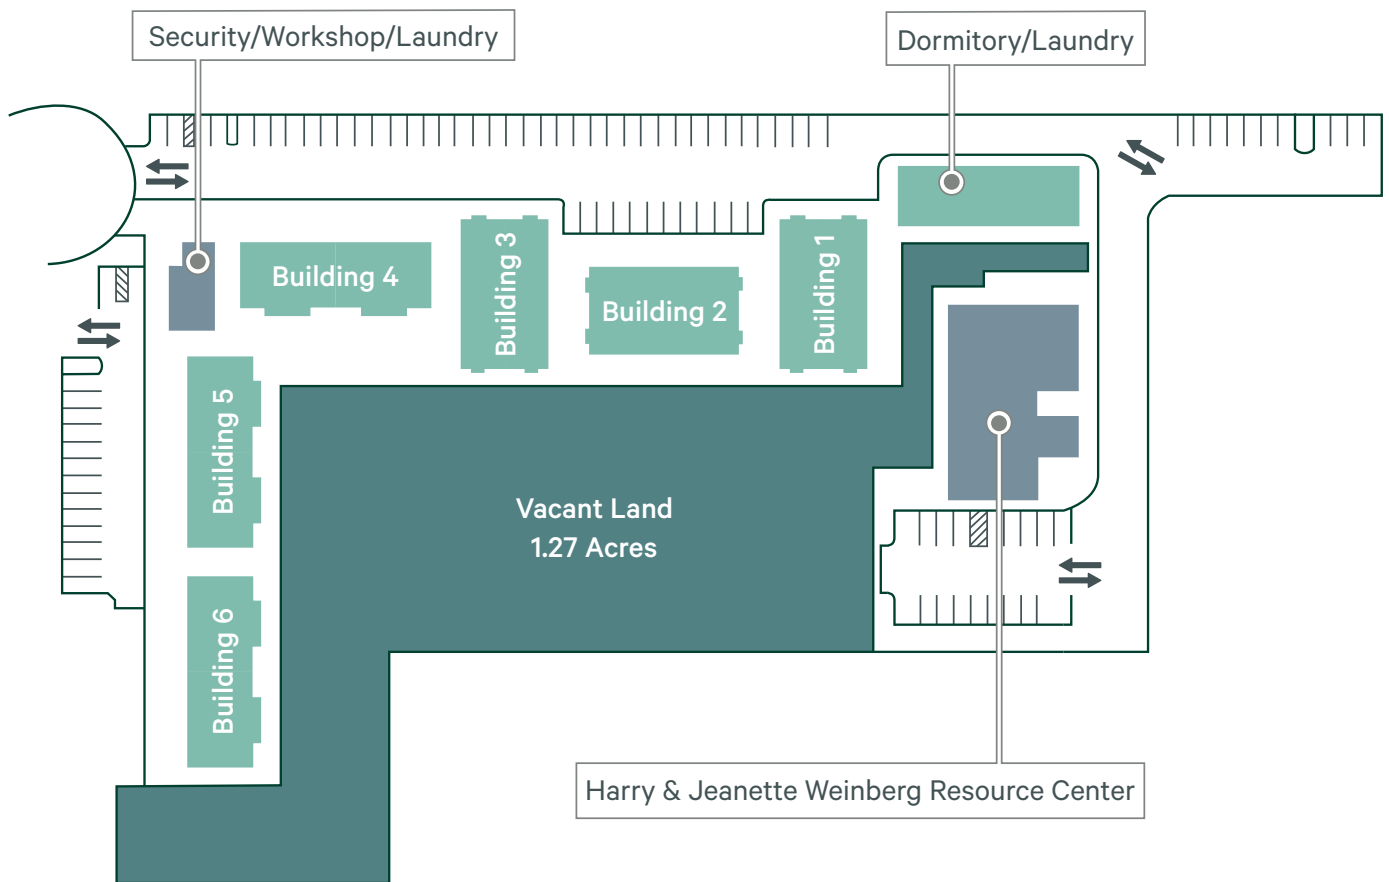 Security/Workshop/Laundry
Dormitory/Laundry
Building 4
Building 3
Building 2
Building 1
Building 5
Vacant Land
1.27 Acres
Building 6
Harry & Jeanette Weinberg Resource Center